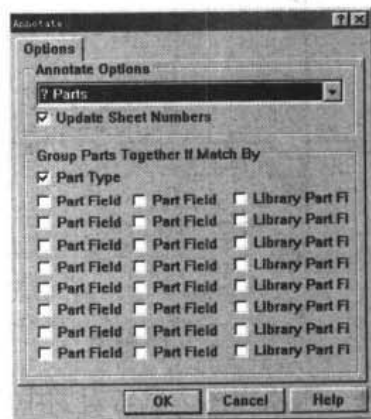 Annotate
Options
Annotate Options
? Parts
Update Sheet Numbers
Group Parts Together If Match By
Part Type
Part Field Part Field Library Part Fi
Part Field Part Field Library Part Fi
Part Field Part Field Library Part Fi
Part Field Part Field Library Part Fi
Part Field Part Field Library Part Fi
Part Field Part Field Library Part Fi
Part Field Part Field Library Part Fi
Part Field Part Field Library Part Fi
OK Cancel Help